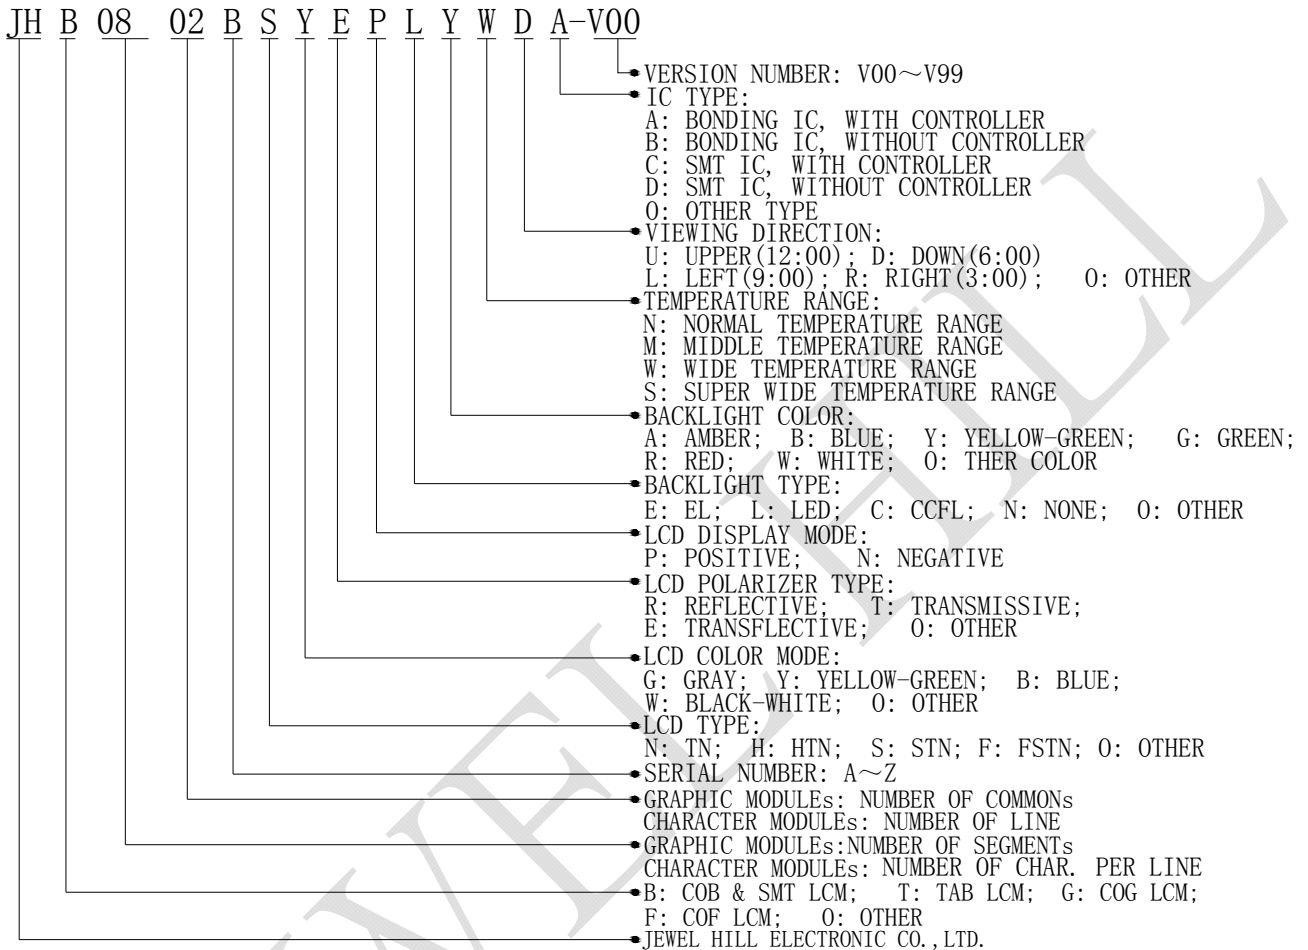 JH B 08 02 B S Y E P L Y W D A-V00
VERSION NUMBER: V00～V99
IC TYPE:
A: BONDING IC, WITH CONTROLLER
B: BONDING IC, WITHOUT CONTROLLER
C: SMT IC, WITH CONTROLLER
D: SMT IC, WITHOUT CONTROLLER
O: OTHER TYPE
VIEWING DIRECTION:
U: UPPER(12:00); D: DOWN(6:00)
L: LEFT(9:00); R: RIGHT(3:00); O: OTHER
TEMPERATURE RANGE:
N: NORMAL TEMPERATURE RANGE
M: MIDDLE TEMPERATURE RANGE
W: WIDE TEMPERATURE RANGE
S: SUPER WIDE TEMPERATURE RANGE
BACKLIGHT COLOR:
A: AMBER; B: BLUE; Y: YELLOW-GREEN; G: GREEN;
R: RED; W: WHITE; O: THER COLOR
BACKLIGHT TYPE:
E: EL; L: LED; C: CCFL; N: NONE; O: OTHER
LCD DISPLAY MODE:
P: POSITIVE; N: NEGATIVE
LCD POLARIZER TYPE:
R: REFLECTIVE; T: TRANSMISSIVE;
E: TRANSFLECTIVE; O: OTHER
LCD COLOR MODE:
G: GRAY; Y: YELLOW-GREEN; B: BLUE;
W: BLACK-WHITE; O: OTHER
LCD TYPE:
N: TN; H: HTN; S: STN; F: FSTN; O: OTHER
SERIAL NUMBER: A～Z
GRAPHIC MODULEs: NUMBER OF COMMONs
CHARACTER MODULEs: NUMBER OF LINE
GRAPHIC MODULEs:NUMBER OF SEGMENTs
CHARACTER MODULEs: NUMBER OF CHAR. PER LINE
B: COB & SMT LCM; T: TAB LCM; G: COG LCM;
F: COF LCM; O: OTHER
JEWEL HILL ELECTRONIC CO.,LTD.
WEL HILL